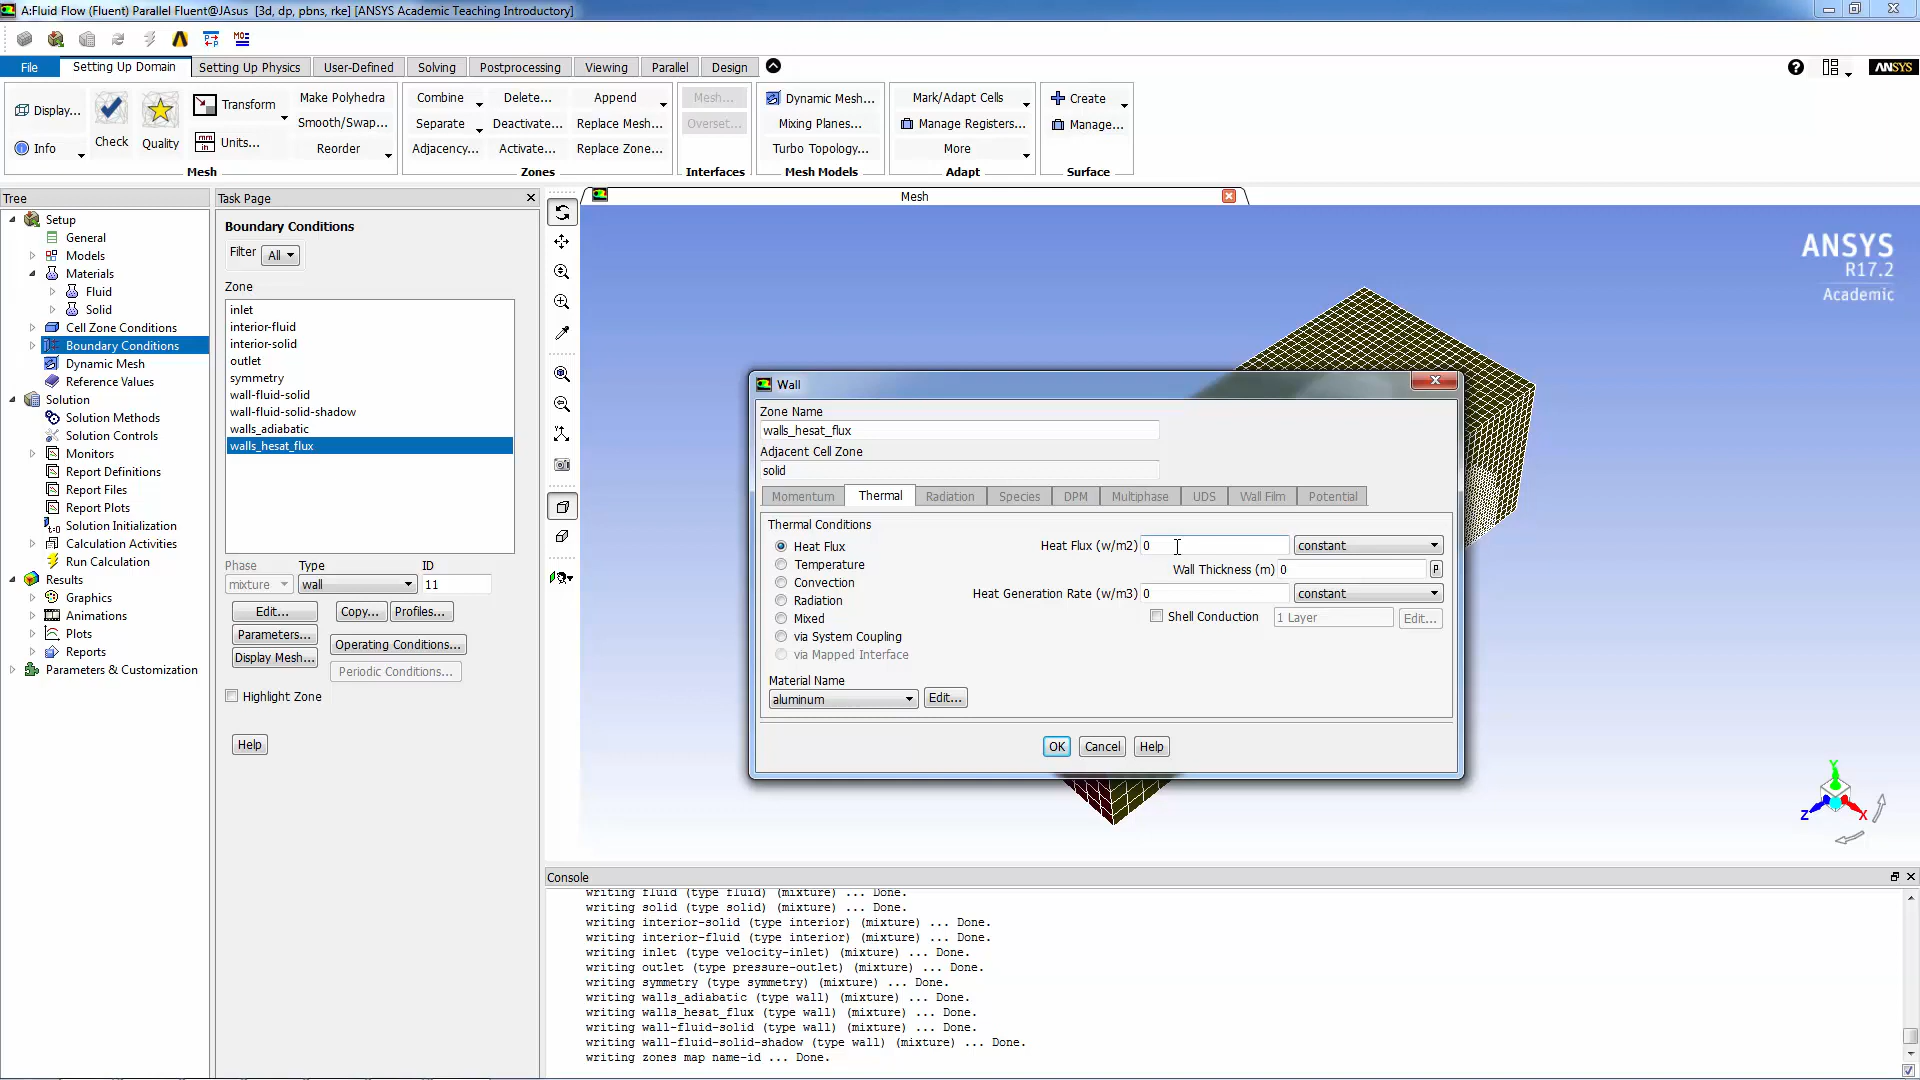 A:Fluid Flow (Fluent) Parallel Fluent@JAsus [3d, dp, pbns, rke] [ANSYS Academic Teaching Introductory]
File Setting Up Domain Setting Up Physics User-Defined Solving Postprocessing Viewing Parallel Design
ANSYS
Display...
Info
Check
Quality
Transform
mm
in
Units...
Make Polyhedra
Smooth/Swap...
Reorder
Mesh
Combine
Separate
Adjacency...
Delete...
Deactivate...
Activate...
Append
Replace Mesh...
Replace Zone...
Zones
Mesh...
Overset...
Interfaces
Dynamic Mesh...
Mixing Planes...
Turbo Topology...
Mesh Models
Mark/Adapt Cells
Manage Registers...
More
Adapt
Create
Manage...
Surface
Tree
Setup
General
Models
Materials
Fluid
Solid
Cell Zone Conditions
Boundary Conditions
Dynamic Mesh
Reference Values
Solution
Solution Methods
Solution Controls
Monitors
Report Definitions
Report Files
Report Plots
Solution Initialization
Calculation Activities
Run Calculation
Results
Graphics
Animations
Plots
Reports
Parameters & Customization
Task Page
Boundary Conditions
Filter All
Zone
inlet
interior-fluid
interior-solid
outlet
symmetry
wall-fluid-solid
wall-fluid-solid-shadow
walls_adiabatic
walls_hesat_flux
Phase Type ID
mixture wall 11
Edit... Copy... Profiles...
Parameters... Operating Conditions...
Display Mesh... Periodic Conditions...
Highlight Zone
Help
Mesh
ANSYS
R17.2
Academic
Wall
Zone Name
walls_hesat_flux
Adjacent Cell Zone
solid
Momentum Thermal Radiation Species DPM Multiphase UDS Wall Film Potential
Thermal Conditions
Heat Flux
Temperature
Convection
Radiation
Mixed
via System Coupling
via Mapped Interface
Heat Flux (w/m2) 0 constant
Wall Thickness (m) 0 P
Heat Generation Rate (w/m3) 0 constant
Shell Conduction 1 Layer Edit...
Material Name
aluminum Edit...
OK Cancel Help
Y
Z
X
Console
writing fluid (type fluid) (mixture) ... Done.
writing solid (type solid) (mixture) ... Done.
writing interior-solid (type interior) (mixture) ... Done.
writing interior-fluid (type interior) (mixture) ... Done.
writing inlet (type velocity-inlet) (mixture) ... Done.
writing outlet (type pressure-outlet) (mixture) ... Done.
writing symmetry (type symmetry) (mixture) ... Done.
writing walls_adiabatic (type wall) (mixture) ... Done.
writing walls_hesat_flux (type wall) (mixture) ... Done.
writing wall-fluid-solid (type wall) (mixture) ... Done.
writing wall-fluid-solid-shadow (type wall) (mixture) ... Done.
writing zones map name-id ... Done.